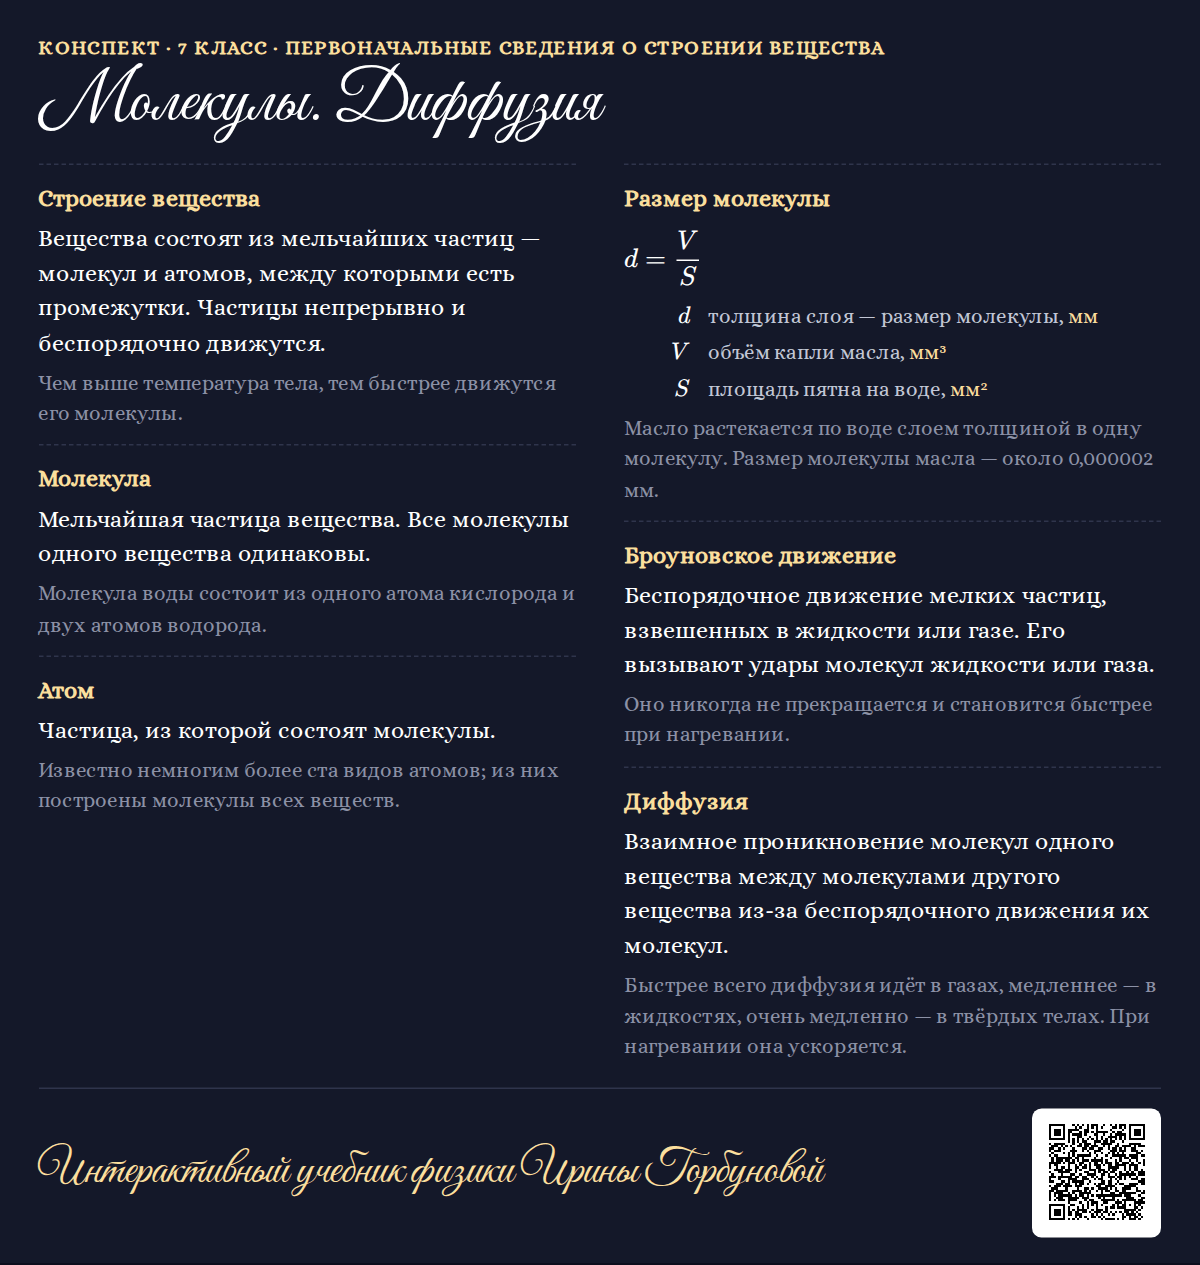 КОНСПЕКТ · 7 КЛАСС · ПЕРВОНАЧАЛЬНЫЕ СВЕДЕНИЯ О СТРОЕНИИ ВЕЩЕСТВА
Молекулы. Диффузия
Строение вещества
Вещества состоят из мельчайших частиц —
молекул и атомов, между которыми есть
промежутки. Частицы непрерывно и
беспорядочно движутся.
Чем выше температура тела, тем быстрее движутся
его молекулы.
Молекула
Мельчайшая частица вещества. Все молекулы
одного вещества одинаковы.
Молекула воды состоит из одного атома кислорода и
двух атомов водорода.
Атом
Частица, из которой состоят молекулы.
Известно немногим более ста видов атомов; из них
построены молекулы всех веществ.
Размер молекулы
d = V/S
d толщина слоя — размер молекулы, мм
V объём капли масла, мм³
S площадь пятна на воде, мм²
Масло растекается по воде слоем толщиной в одну
молекулу. Размер молекулы масла — около 0,000002
мм.
Броуновское движение
Беспорядочное движение мелких частиц,
взвешенных в жидкости или газе. Его
вызывают удары молекул жидкости или газа.
Оно никогда не прекращается и становится быстрее
при нагревании.
Диффузия
Взаимное проникновение молекул одного
вещества между молекулами другого
вещества из-за беспорядочного движения их
молекул.
Быстрее всего диффузия идёт в газах, медленнее — в
жидкостях, очень медленно — в твёрдых телах. При
нагревании она ускоряется.
Интерактивный учебник физики Ирины Горбуновой